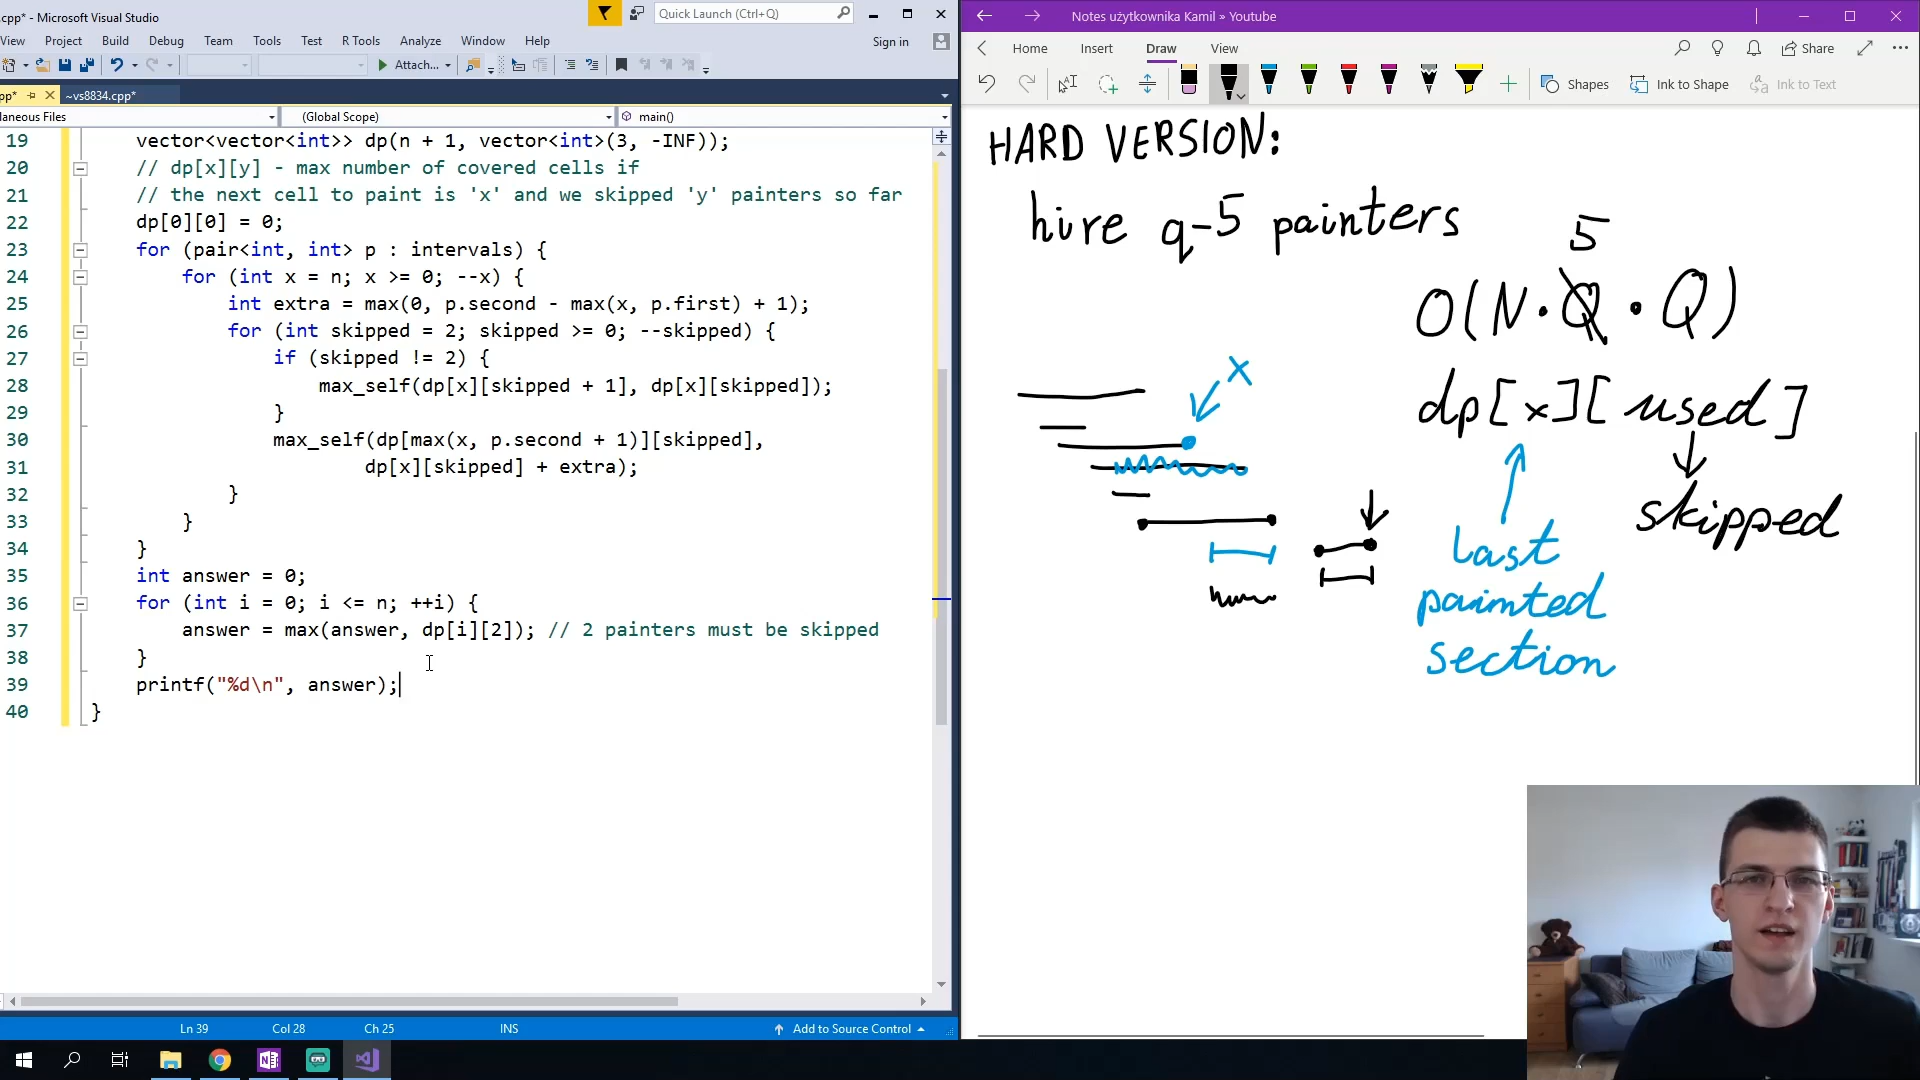 cpp* - Microsoft Visual Studio
Quick Launch (Ctrl+Q)
View Project Build Debug Team Tools Test R Tools Analyze Window Help
Sign in
Attach...
pp* ~vs8834.cpp*
laneous Files (Global Scope) main()
19 vector<vector<int>> dp(n + 1, vector<int>(3, -INF));
20 // dp[x][y] - max number of covered cells if
21 // the next cell to paint is 'x' and we skipped 'y' painters so far
22 dp[0][0] = 0;
23 for (pair<int, int> p : intervals) {
24 for (int x = n; x >= 0; --x) {
25 int extra = max(0, p.second - max(x, p.first) + 1);
26 for (int skipped = 2; skipped >= 0; --skipped) {
27 if (skipped != 2) {
28 max_self(dp[x][skipped + 1], dp[x][skipped]);
29 }
30 max_self(dp[max(x, p.second + 1)][skipped],
31 dp[x][skipped] + extra);
32 }
33 }
34 }
35 int answer = 0;
36 for (int i = 0; i <= n; ++i) {
37 answer = max(answer, dp[i][2]); // 2 painters must be skipped
38 }
39 printf("%d\n", answer);
40 }
Ln 39 Col 28 Ch 25 INS Add to Source Control
Notes użytkownika Kamil » Youtube
Home Insert Draw View
Share
Shapes Ink to Shape Ink to Text
HARD VERSION:
hire q-5 painters
5
O(N · Q · Q)
x
dp[x][used]
skipped
last
painted
section